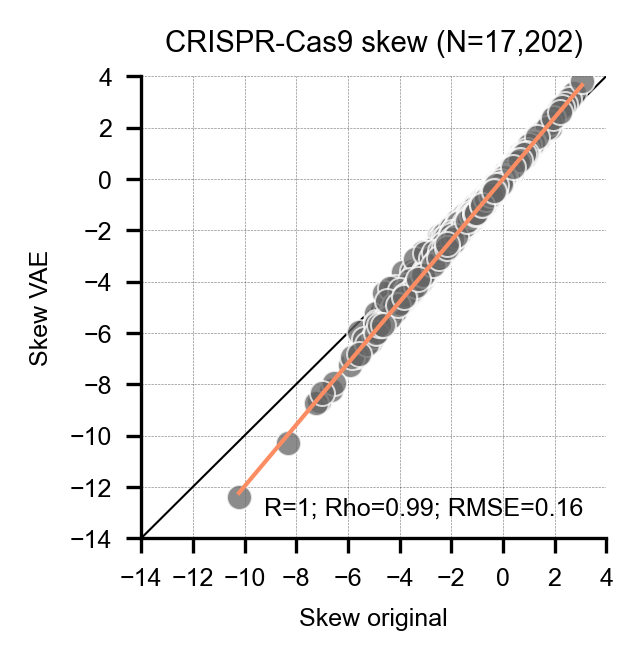 CRISPR-Cas9 skew (N=17,202)
4
2
0
−2
−4
−6
−8
−10
−12
−14
Skew VAE
R=1; Rho=0.99; RMSE=0.16
−14 −12 −10 −8 −6 −4 −2 0 2 4
Skew original